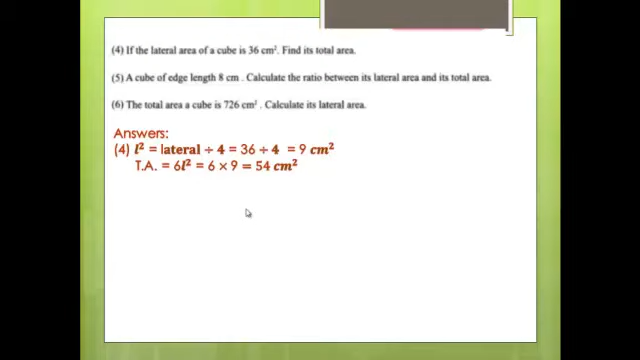 (4) If the lateral area of a cube is 36 cm². Find its total area.
(5) A cube of edge length 8 cm . Calculate the ratio between its lateral area and its total area.
(6) The total area a cube is 726 cm² . Calculate its lateral area.
Answers:
(4) l² = lateral ÷ 4 = 36 ÷ 4 = 9 cm²
T.A. = 6l² = 6 × 9 = 54 cm²